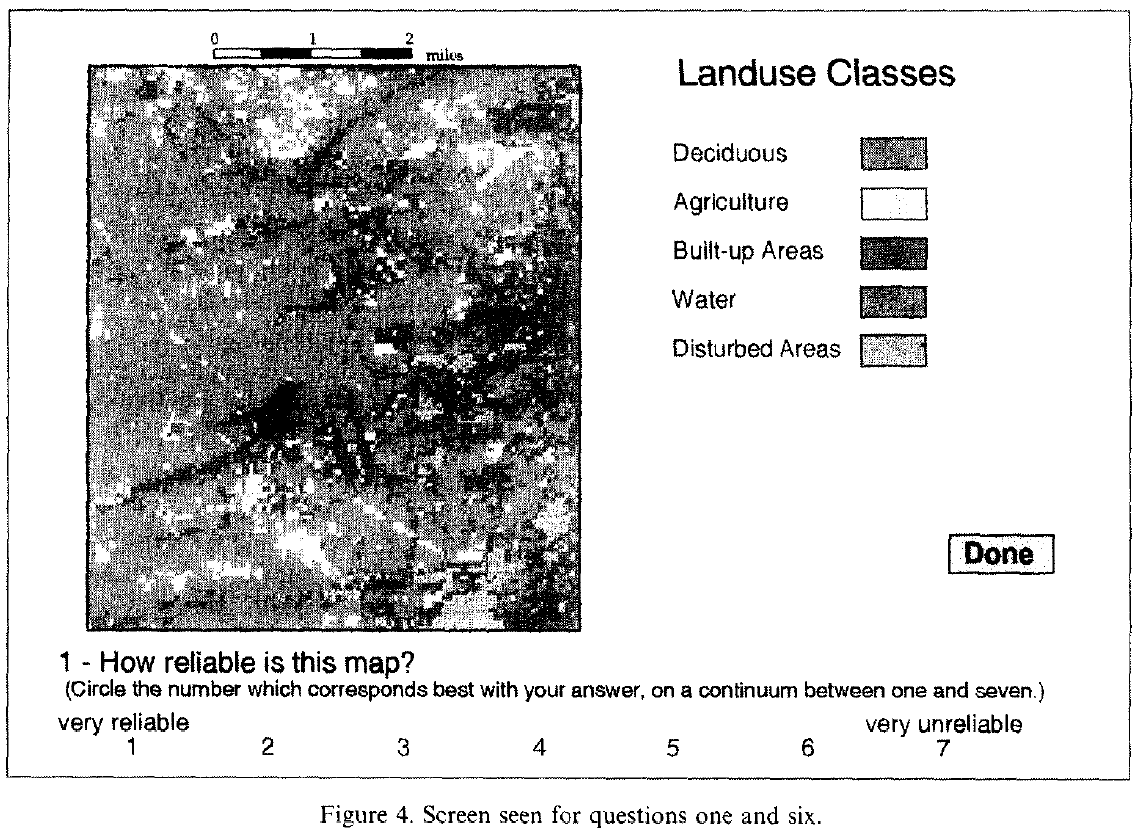 0 1 2
miles
Landuse Classes
Deciduous
Agriculture
Built-up Areas
Water
Disturbed Areas
Done
1 - How reliable is this map?
(Circle the number which corresponds best with your answer, on a continuum between one and seven.)
very reliable very unreliable
1 2 3 4 5 6 7
Figure 4. Screen seen for questions one and six.